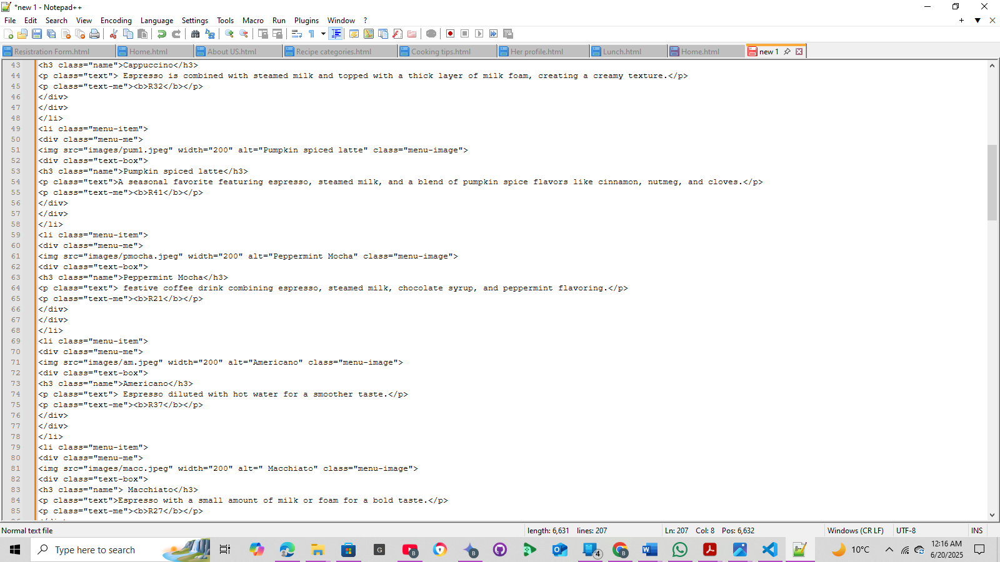 *new 1 - Notepad++
File Edit Search View Encoding Language Settings Tools Macro Run Plugins Window ?
Resistration Form.html Home.html About US.html Recipe categories.html Cooking tips.html Her profile.html Lunch.html Home.html new 1
43 <h3 class="name">Cappuccino</h3>
44 <p class="text"> Espresso is combined with steamed milk and topped with a thick layer of milk foam, creating a creamy texture.</p>
45 <p class="text-me"><b>R32</b></p>
46 </div>
47 </div>
48 </li>
49 <li class="menu-item">
50 <div class="menu-me">
51 <img src="images/pum1.jpeg" width="200" alt="Pumpkin spiced latte" class="menu-image">
52 <div class="text-box">
53 <h3 class="name">Pumpkin spiced latte</h3>
54 <p class="text">A seasonal favorite featuring espresso, steamed milk, and a blend of pumpkin spice flavors like cinnamon, nutmeg, and cloves.</p>
55 <p class="text-me"><b>R41</b></p>
56 </div>
57 </div>
58 </li>
59 <li class="menu-item">
60 <div class="menu-me">
61 <img src="images/pmocha.jpeg" width="200" alt="Peppermint Mocha" class="menu-image">
62 <div class="text-box">
63 <h3 class="name">Peppermint Mocha</h3>
64 <p class="text"> festive coffee drink combining espresso, steamed milk, chocolate syrup, and peppermint flavoring.</p>
65 <p class="text-me"><b>R21</b></p>
66 </div>
67 </div>
68 </li>
69 <li class="menu-item">
70 <div class="menu-me">
71 <img src="images/am.jpeg" width="200" alt="Americano" class="menu-image">
72 <div class="text-box">
73 <h3 class="name">Americano</h3>
74 <p class="text"> Espresso diluted with hot water for a smoother taste.</p>
75 <p class="text-me"><b>R37</b></p>
76 </div>
77 </div>
78 </li>
79 <li class="menu-item">
80 <div class="menu-me">
81 <img src="images/macc.jpeg" width="200" alt=" Macchiato" class="menu-image">
82 <div class="text-box">
83 <h3 class="name"> Macchiato</h3>
84 <p class="text">Espresso with a small amount of milk or foam for a bold taste.</p>
85 <p class="text-me"><b>R27</b></p>
Normal text file length: 6,631 lines: 207 Ln: 207 Col: 8 Pos: 6,632 Windows (CR LF) UTF-8 INS
Type here to search 10°C 12:16 AM
6/20/2025